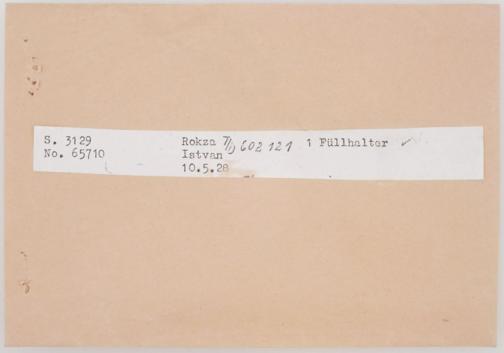 S. 3129 Rokza T/D 602 121 1 Füllhalter ✓
No. 65710 Istvan
10.5.28